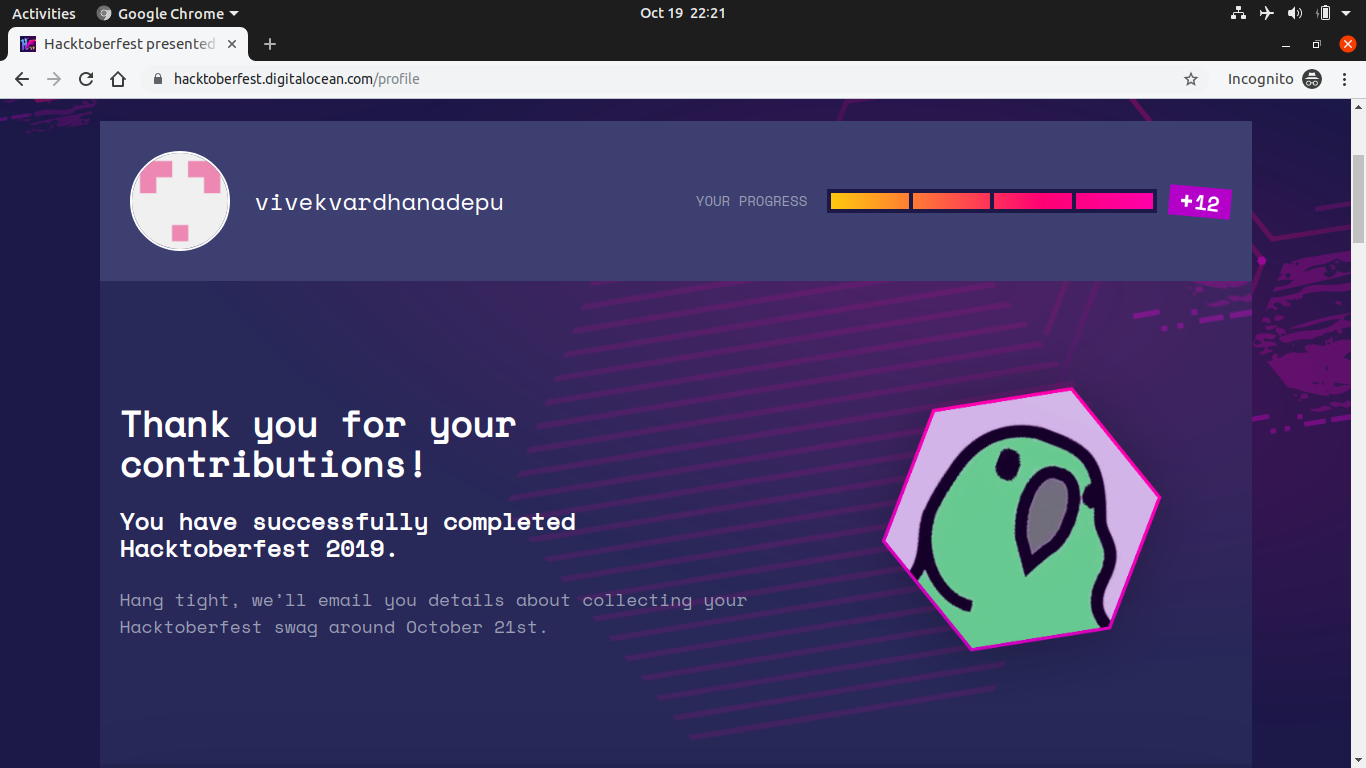 Activities Google Chrome Oct 19 22:21
Hacktoberfest presented
hacktoberfest.digitalocean.com/profile Incognito
vivekvardhanadepu YOUR PROGRESS +12
Thank you for your
contributions!
You have successfully completed
Hacktoberfest 2019.
Hang tight, we’ll email you details about collecting your
Hacktoberfest swag around October 21st.